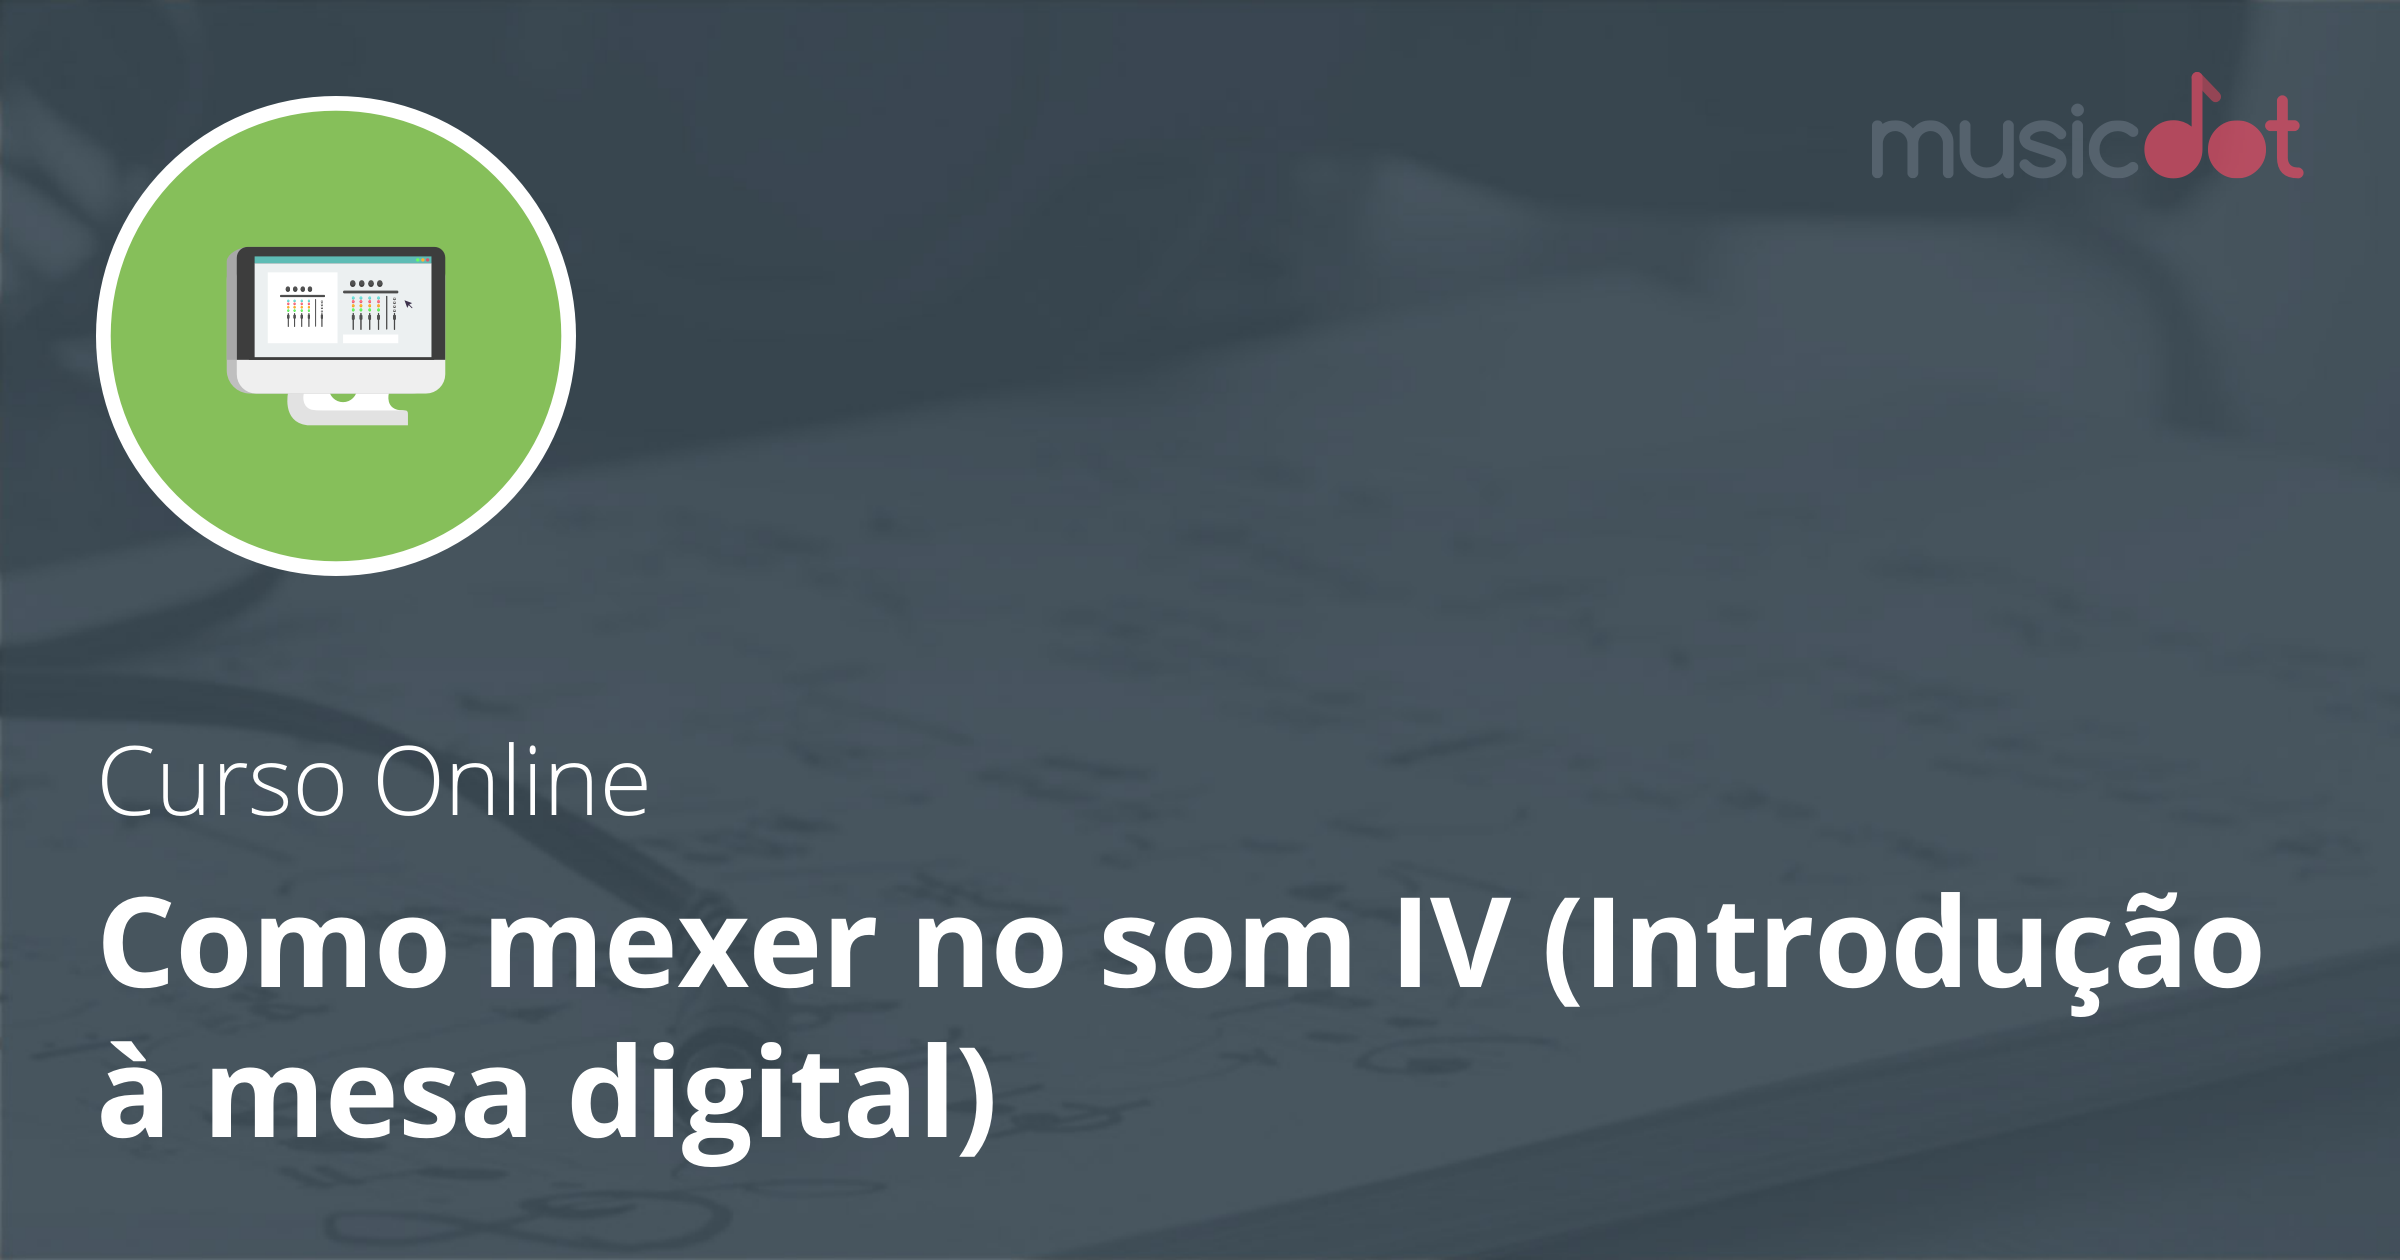 musicdot
Curso Online
Como mexer no som IV (Introdução
à mesa digital)